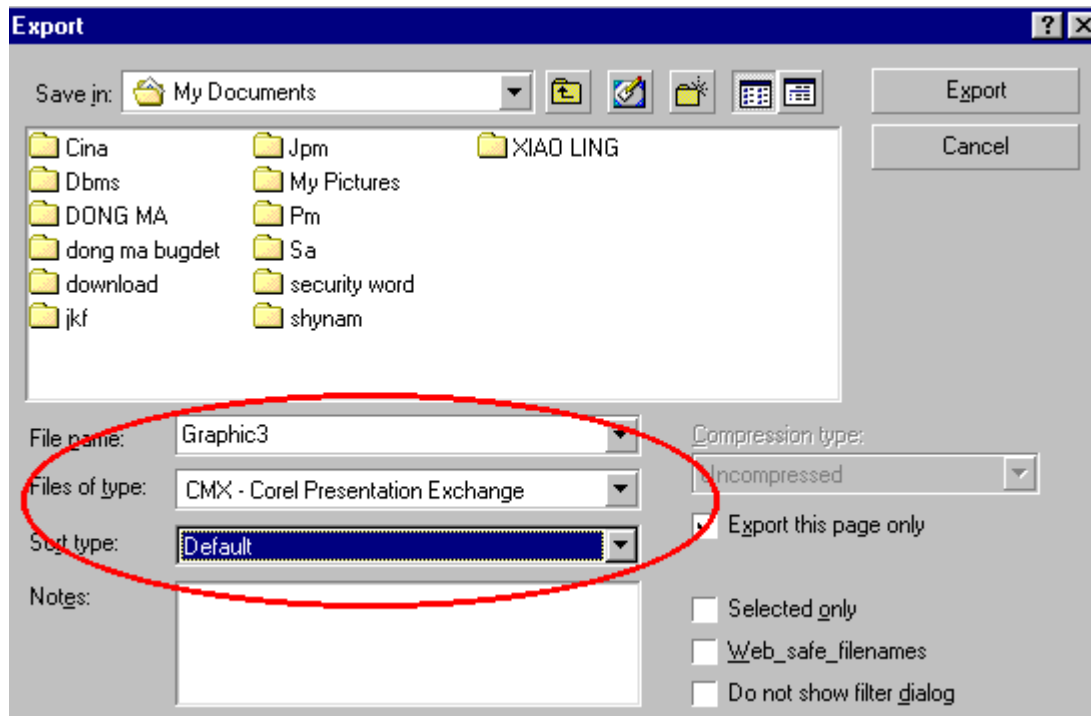 Export
Save in: My Documents
Export
Cina Jpm XIAO LING
Cancel
Dbms My Pictures
DONG MA Pm
dong ma bugdet Sa
download security word
jkf shynam
File name: Graphic3
Compression type:
Files of type: CMX - Corel Presentation Exchange
Uncompressed
Sort type: Default
Export this page only
Notes:
Selected only
Web_safe_filenames
Do not show filter dialog